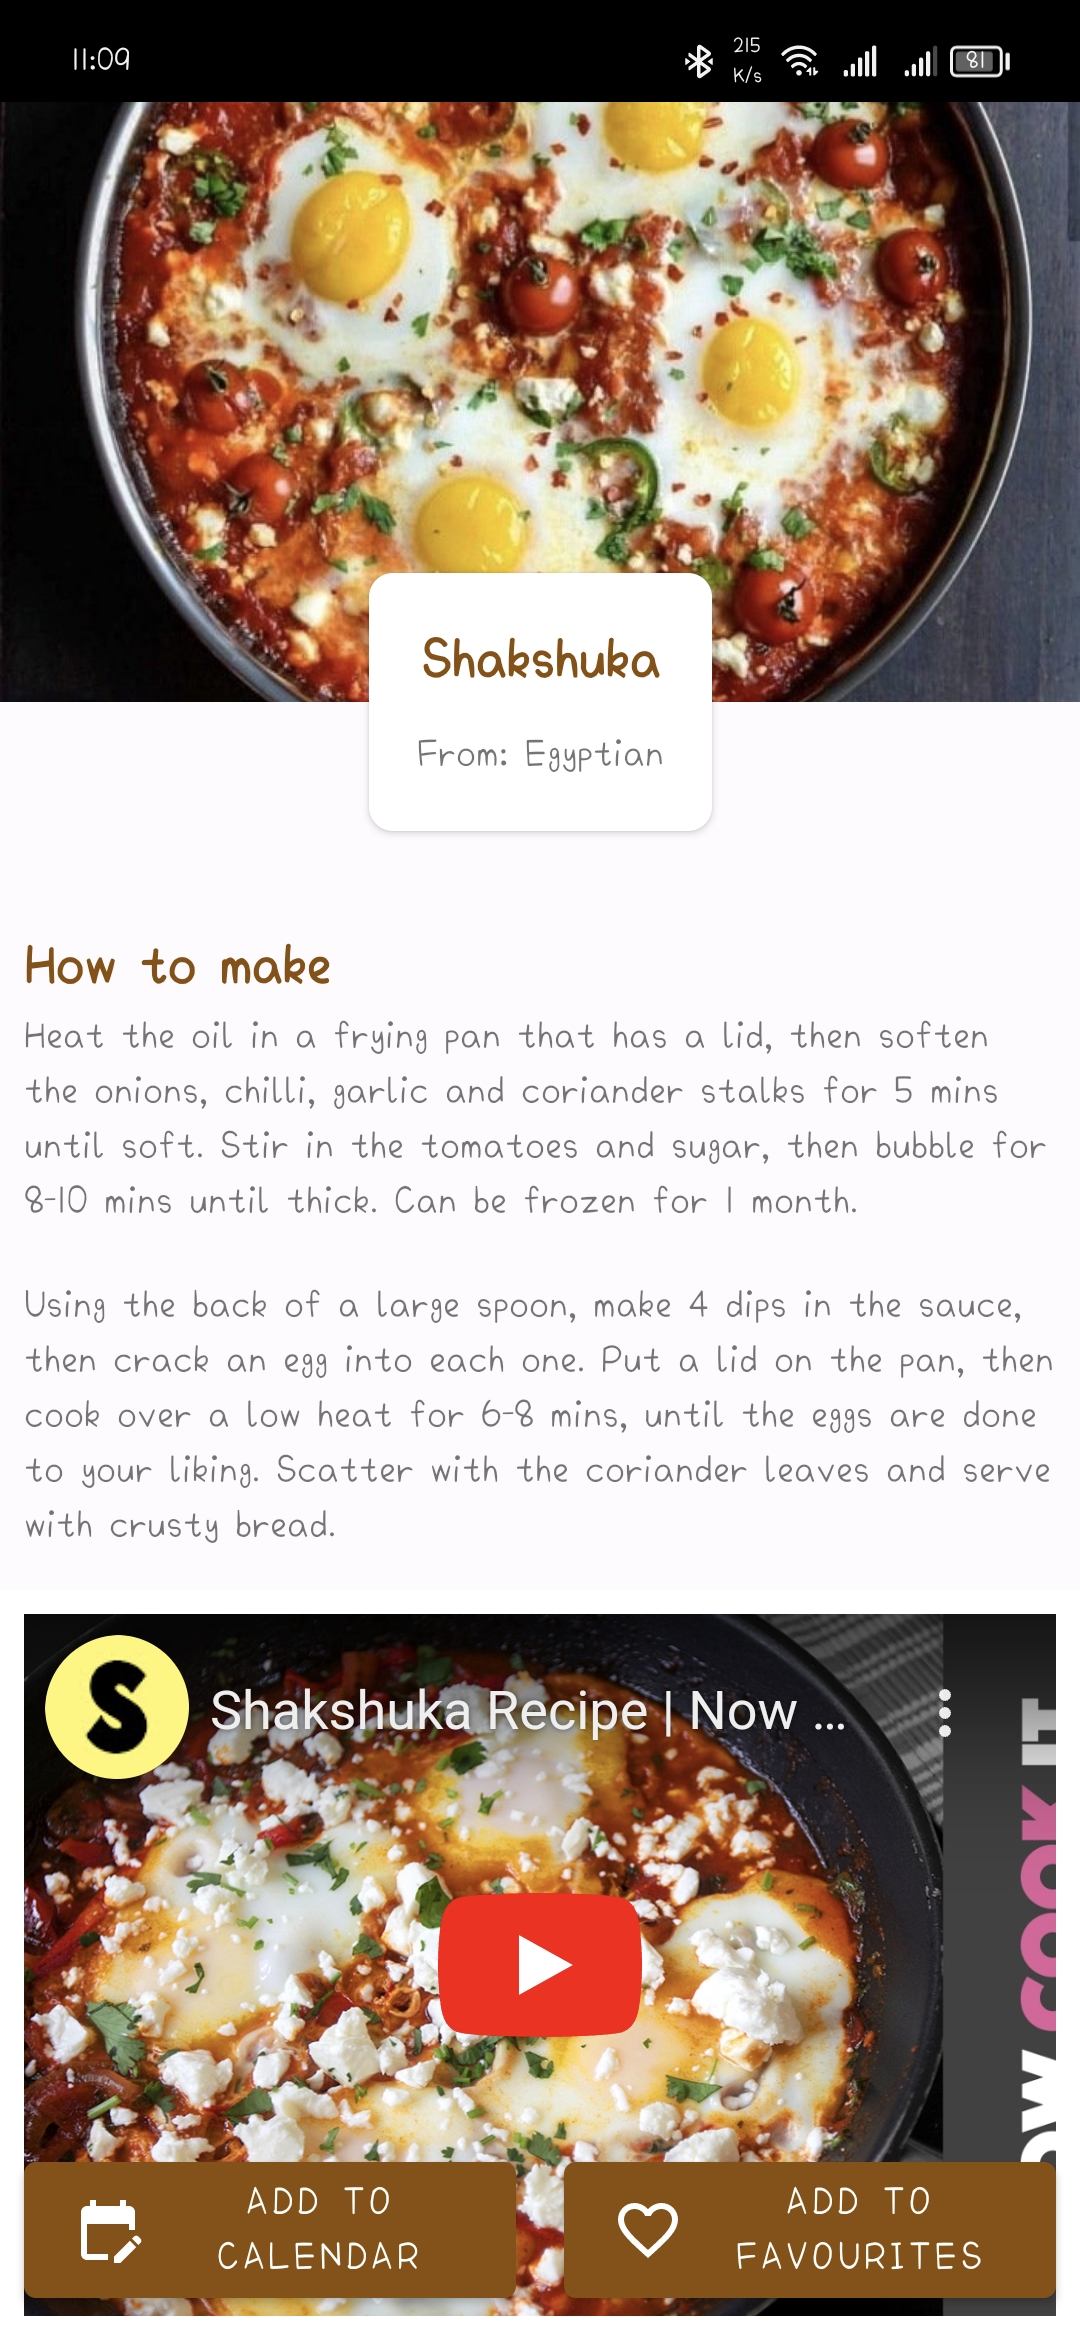 11:09
215
K/s
81
Shakshuka
From: Egyptian
How to make
Heat the oil in a frying pan that has a lid, then soften
the onions, chilli, garlic and coriander stalks for 5 mins
until soft. Stir in the tomatoes and sugar, then bubble for
8-10 mins until thick. Can be frozen for 1 month.
Using the back of a large spoon, make 4 dips in the sauce,
then crack an egg into each one. Put a lid on the pan, then
cook over a low heat for 6-8 mins, until the eggs are done
to your liking. Scatter with the coriander leaves and serve
with crusty bread.
S
Shakshuka Recipe | Now ...
OW COOK IT
ADD TO
CALENDAR
ADD TO
FAVOURITES